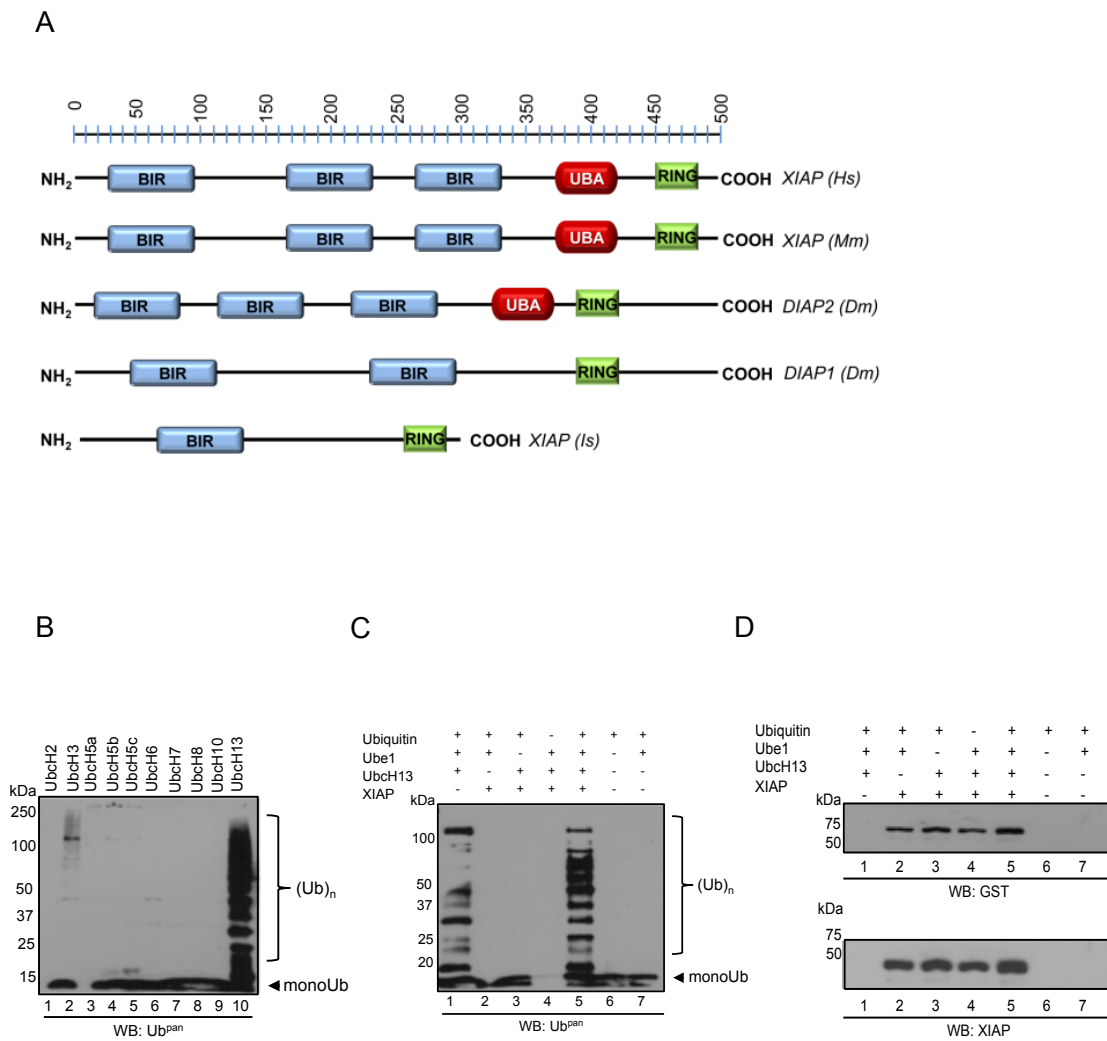 A
0 50 100 150 200 250 300 350 400 450 500
NH2 BIR BIR BIR UBA RING COOH XIAP (Hs)
NH2 BIR BIR BIR UBA RING COOH XIAP (Mm)
NH2 BIR BIR BIR UBA RING COOH DIAP2 (Dm)
NH2 BIR BIR RING COOH DIAP1 (Dm)
NH2 BIR RING COOH XIAP (Is)
B
UbcH2 UbcH3 UbcH5a UbcH5b UbcH5c UbcH6 UbcH7 UbcH8 UbcH10 UbcH13
kDa
250
100
50
37
25
15
(Ub)n
monoUb
1 2 3 4 5 6 7 8 9 10
WB: Ubpan
C
Ubiquitin + + + - + + +
Ube1 + + - + + - +
UbcH13 + - + + + - -
XIAP - + + + + - -
kDa
100
50
37
25
20
(Ub)n
monoUb
1 2 3 4 5 6 7
WB: Ubpan
D
Ubiquitin + + + - + + +
Ube1 + + - + + - +
UbcH13 + - + + + - -
XIAP - + + + + - -
kDa
75
50
1 2 3 4 5 6 7
WB: GST
kDa
75
50
1 2 3 4 5 6 7
WB: XIAP